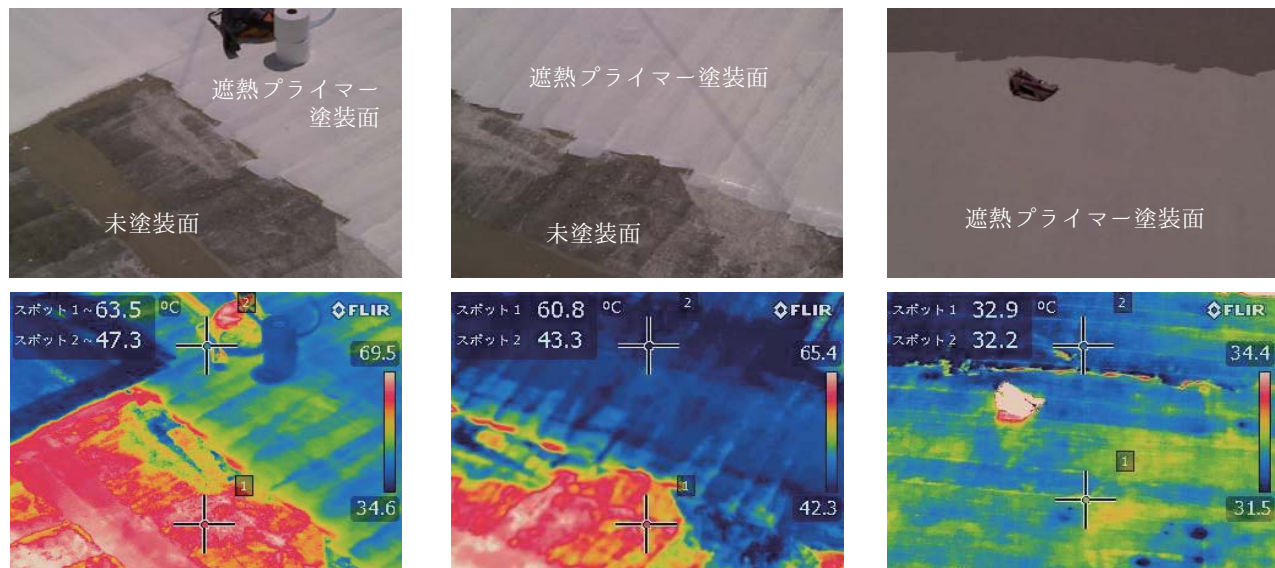 遮熱プライマー
塗装面
未塗装面
遮熱プライマー塗装面
未塗装面
遮熱プライマー塗装面
スポット1~63.5 °C
スポット2~47.3
2
FLIR
69.5
1
34.6
スポット1 60.8 °C
スポット2 43.3
2
FLIR
65.4
1
42.3
スポット1 32.9 °C
スポット2 32.2
2
FLIR
34.4
1
31.5